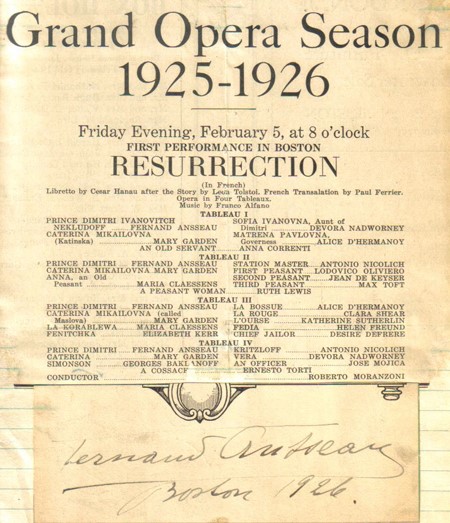 Grand Opera Season
1925-1926
Friday Evening, February 5, at 8 o'clock
FIRST PERFORMANCE IN BOSTON
RESURRECTION
(In French)
Libretto by Cesar Hanau after the Story by Leon Tolstoi. French Transalation by Paul Ferrier.
Opera in Four Tableaux.
Music by Franco Alfano
TABLEAU I
PRINCE DIMITRI IVANOVITCH
NEKLUDOFF FERNAND ANSSEAU
CATERINA MIKAILOVNA
(Katinska) MARY GARDEN
SOFIA IVANOVNA, Aunt of
Dimitri DEVORA NADWORNEY
MATRENA PAVLOVNA,
Governess ALICE D'HERMANOY
AN OLD SERVANT ANNA CORRENTI
TABLEAU II
PRINCE DIMITRI FERNAND ANSSEAU
CATERINA MIKAILOVNA MARY GARDEN
ANNA, an Old
Peasant MARIA CLAESSENS
STATION MASTER ANTONIO NICOLICH
FIRST PEASANT LODOVICO OLIVIERO
SECOND PEASANT JEAN DE KEYSER
THIRD PEASANT MAX TOFT
A PEASANT WOMAN RUTH LEWIS
TABLEAU III
PRINCE DIMITRI FERNAND ANSSEAU
CATERINA MIKAILOVNA (called
Maslova) MARY GARDEN
LA KORABLEWA MARIA CLAESSENS
FENITCHKA ELIZABETH KERR
LA BOSSUE ALICE D'HERMANOY
LA ROUGE CLARA SHEAR
L'OURSE KATHERINE SUTHERLIN
FEDIA HELEN FREUND
CHIEF JAILOR DESIRE DEFRERE
TABLEAU IV
PRINCE DIMITRI FERNAND ANSSEAU
CATERINA MARY GARDEN
SIMONSON GEORGES BAKLANOFF
KRITZLOFF ANTONIO NICOLICH
VERA DEVORA NADWORNEY
AN OFFICER JOSE MOJICA
A COSSACK ERNESTO TORTI
CONDUCTOR ROBERTO MORANZONI
Fernand Ansseau
Boston 1926.